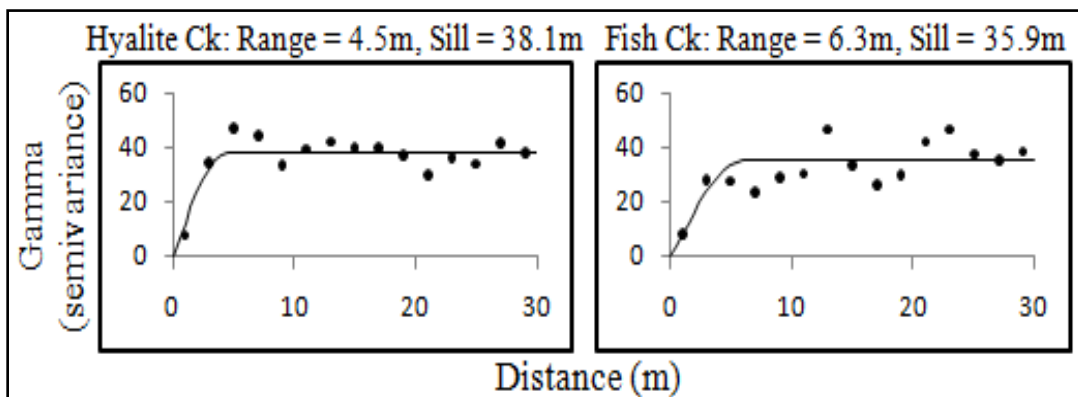 Hyalite Ck: Range = 4.5m, Sill = 38.1m Fish Ck: Range = 6.3m, Sill = 35.9m
Gamma
(semivariance)
60
40
20
0
0 10 20 30
60
40
20
0
0 10 20 30
Distance (m)